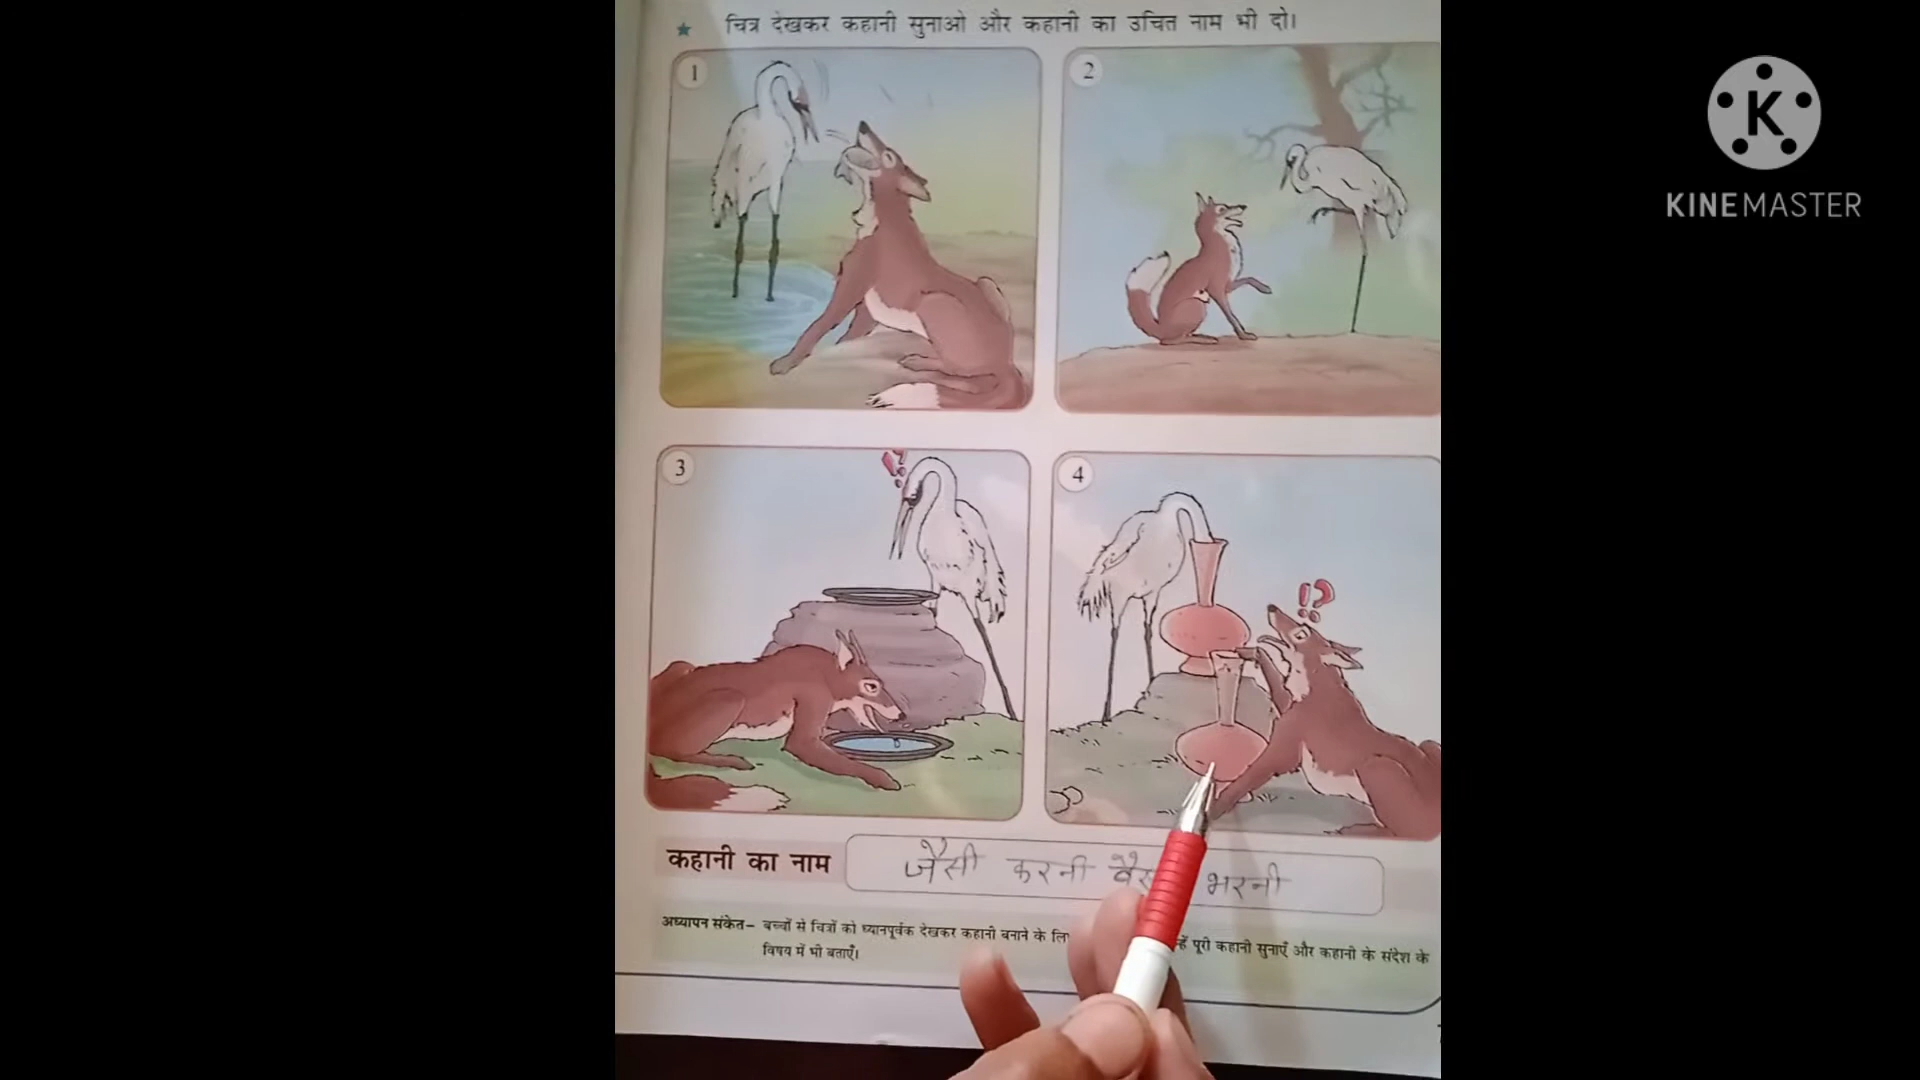 ★ चित्र देखकर कहानी सुनाओ और कहानी का उचित नाम भी दो।
1
2
K
KINEMASTER
3
!?
4
!?
कहानी का नाम जैसी करनी भरनी
अध्यापन संकेत– बच्चों से चित्रों को ध्यानपूर्वक देखकर कहानी बनाने के पूरी कहानी सुनाएँ और कहानी के संदेश के
विषय में भी बताएँ।